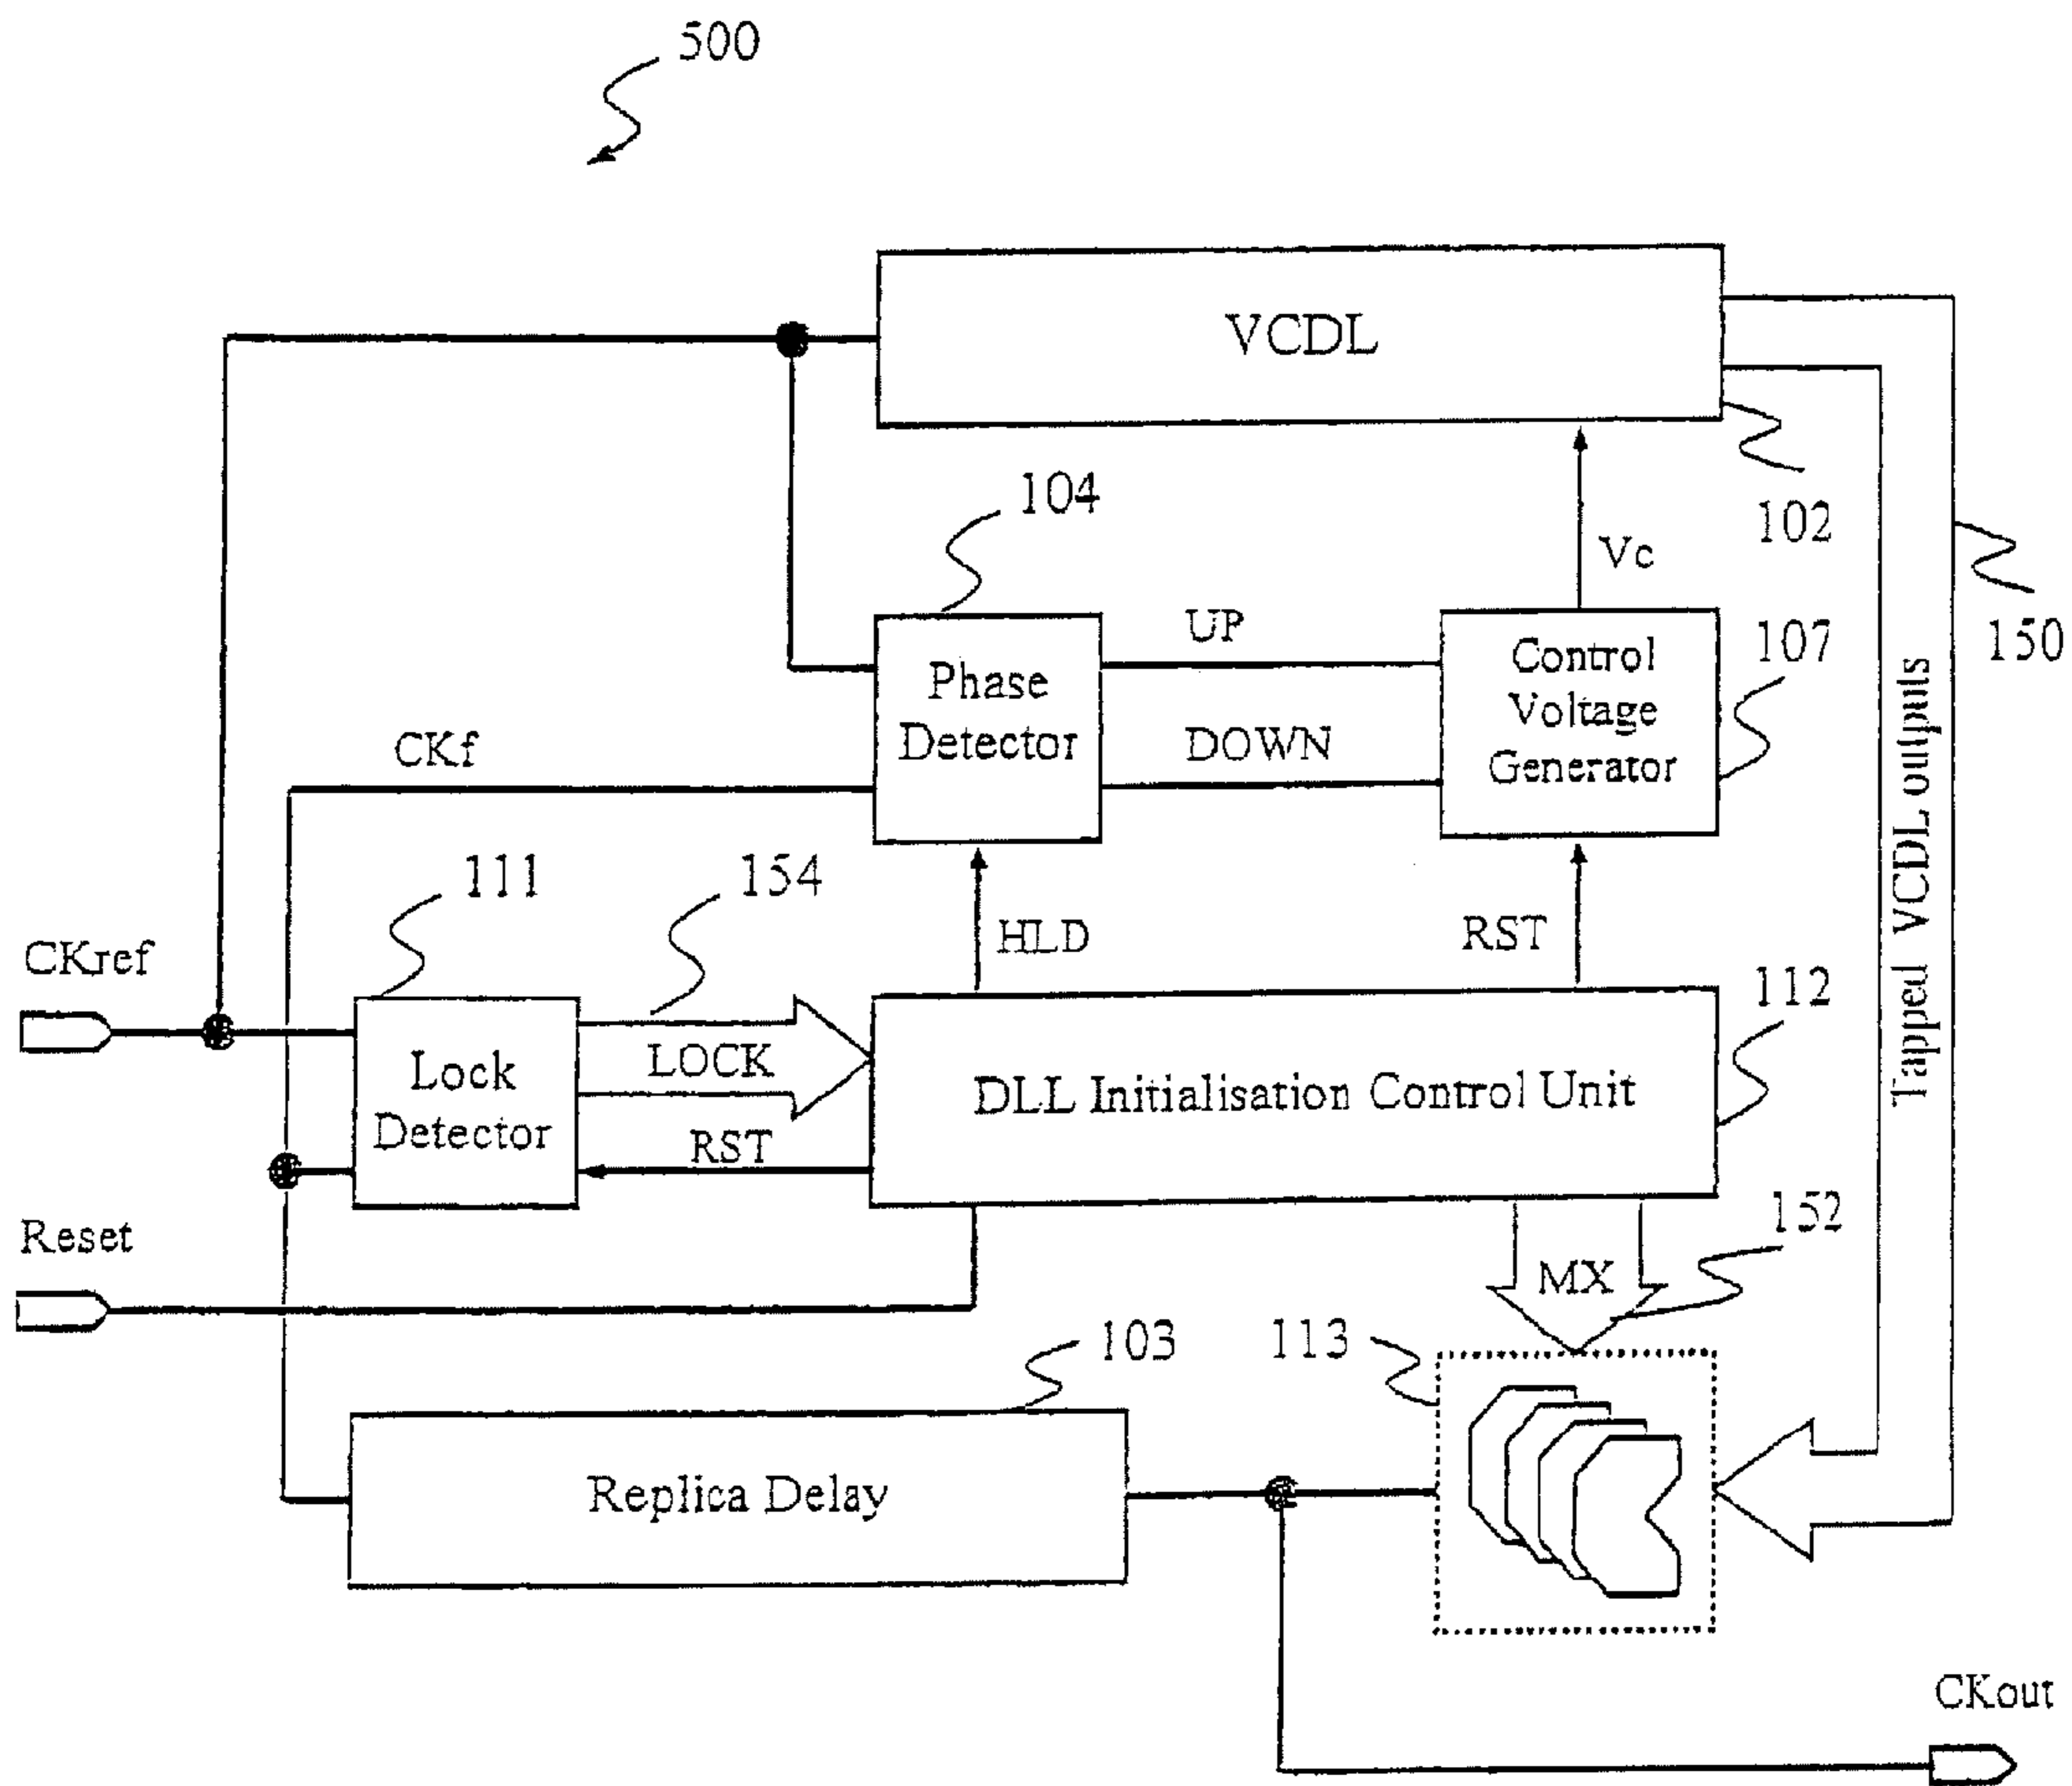 500
VCDL
104
102
Vc
UP
Control
Voltage
Generator
107
150
Phase
Detector
DOWN
CKf
Tapped VCDL outputs
111
154
HLD
RST
CKref
112
LOCK
Lock
Detector
DLL Initialisation Control Unit
RST
Reset
152
MX
103
113
Replica Delay
CKout